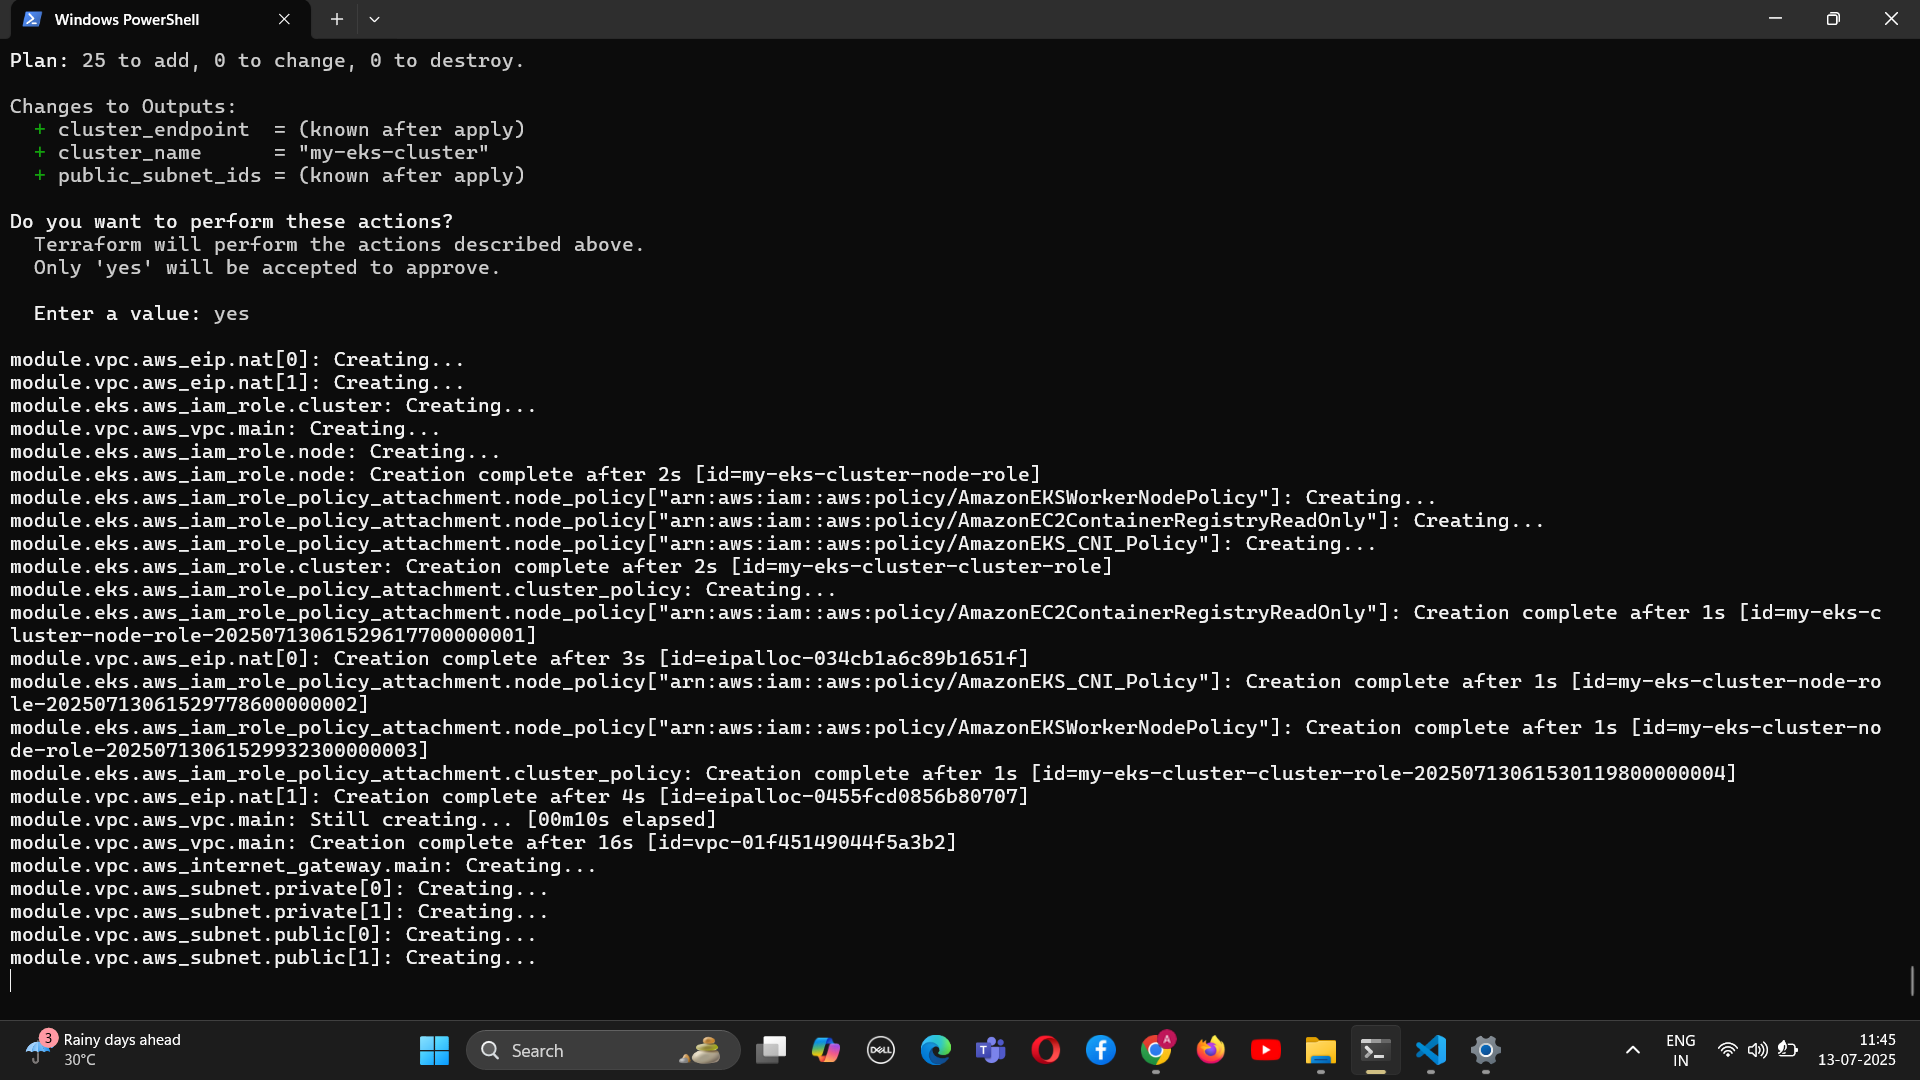 Windows PowerShell
Plan: 25 to add, 0 to change, 0 to destroy.
Changes to Outputs:
+ cluster_endpoint = (known after apply)
+ cluster_name = "my-eks-cluster"
+ public_subnet_ids = (known after apply)
Do you want to perform these actions?
Terraform will perform the actions described above.
Only 'yes' will be accepted to approve.
Enter a value: yes
module.vpc.aws_eip.nat[0]: Creating...
module.vpc.aws_eip.nat[1]: Creating...
module.eks.aws_iam_role.cluster: Creating...
module.vpc.aws_vpc.main: Creating...
module.eks.aws_iam_role.node: Creating...
module.eks.aws_iam_role.node: Creation complete after 2s [id=my-eks-cluster-node-role]
module.eks.aws_iam_role_policy_attachment.node_policy["arn:aws:iam::aws:policy/AmazonEKSWorkerNodePolicy"]: Creating...
module.eks.aws_iam_role_policy_attachment.node_policy["arn:aws:iam::aws:policy/AmazonEC2ContainerRegistryReadOnly"]: Creating...
module.eks.aws_iam_role_policy_attachment.node_policy["arn:aws:iam::aws:policy/AmazonEKS_CNI_Policy"]: Creating...
module.eks.aws_iam_role.cluster: Creation complete after 2s [id=my-eks-cluster-cluster-role]
module.eks.aws_iam_role_policy_attachment.cluster_policy: Creating...
module.eks.aws_iam_role_policy_attachment.node_policy["arn:aws:iam::aws:policy/AmazonEC2ContainerRegistryReadOnly"]: Creation complete after 1s [id=my-eks-c
luster-node-role-20250713061529617700000001]
module.vpc.aws_eip.nat[0]: Creation complete after 3s [id=eipalloc-034cb1a6c89b1651f]
module.eks.aws_iam_role_policy_attachment.node_policy["arn:aws:iam::aws:policy/AmazonEKS_CNI_Policy"]: Creation complete after 1s [id=my-eks-cluster-node-ro
le-20250713061529778600000002]
module.eks.aws_iam_role_policy_attachment.node_policy["arn:aws:iam::aws:policy/AmazonEKSWorkerNodePolicy"]: Creation complete after 1s [id=my-eks-cluster-no
de-role-20250713061529932300000003]
module.eks.aws_iam_role_policy_attachment.cluster_policy: Creation complete after 1s [id=my-eks-cluster-cluster-role-20250713061530119800000004]
module.vpc.aws_eip.nat[1]: Creation complete after 4s [id=eipalloc-0455fcd0856b80707]
module.vpc.aws_vpc.main: Still creating... [00m10s elapsed]
module.vpc.aws_vpc.main: Creation complete after 16s [id=vpc-01f45149044f5a3b2]
module.vpc.aws_internet_gateway.main: Creating...
module.vpc.aws_subnet.private[0]: Creating...
module.vpc.aws_subnet.private[1]: Creating...
module.vpc.aws_subnet.public[0]: Creating...
module.vpc.aws_subnet.public[1]: Creating...
3
Rainy days ahead
30°C
Search
DELL
A
ENG
IN
11:45
13-07-2025